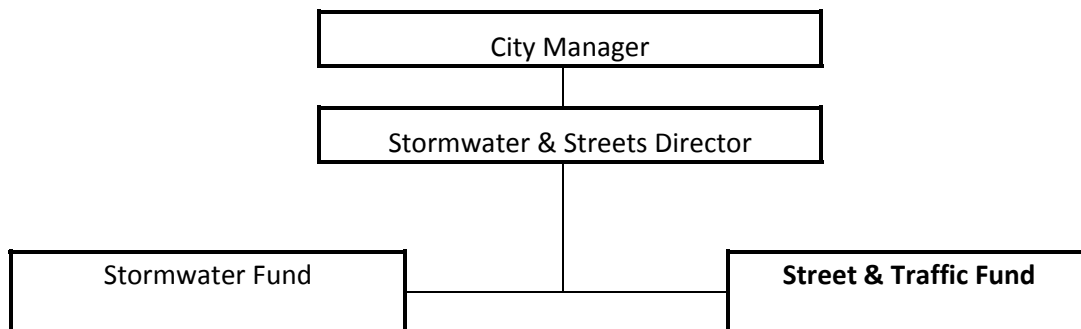 City Manager
Stormwater & Streets Director
Stormwater Fund
Street & Traffic Fund